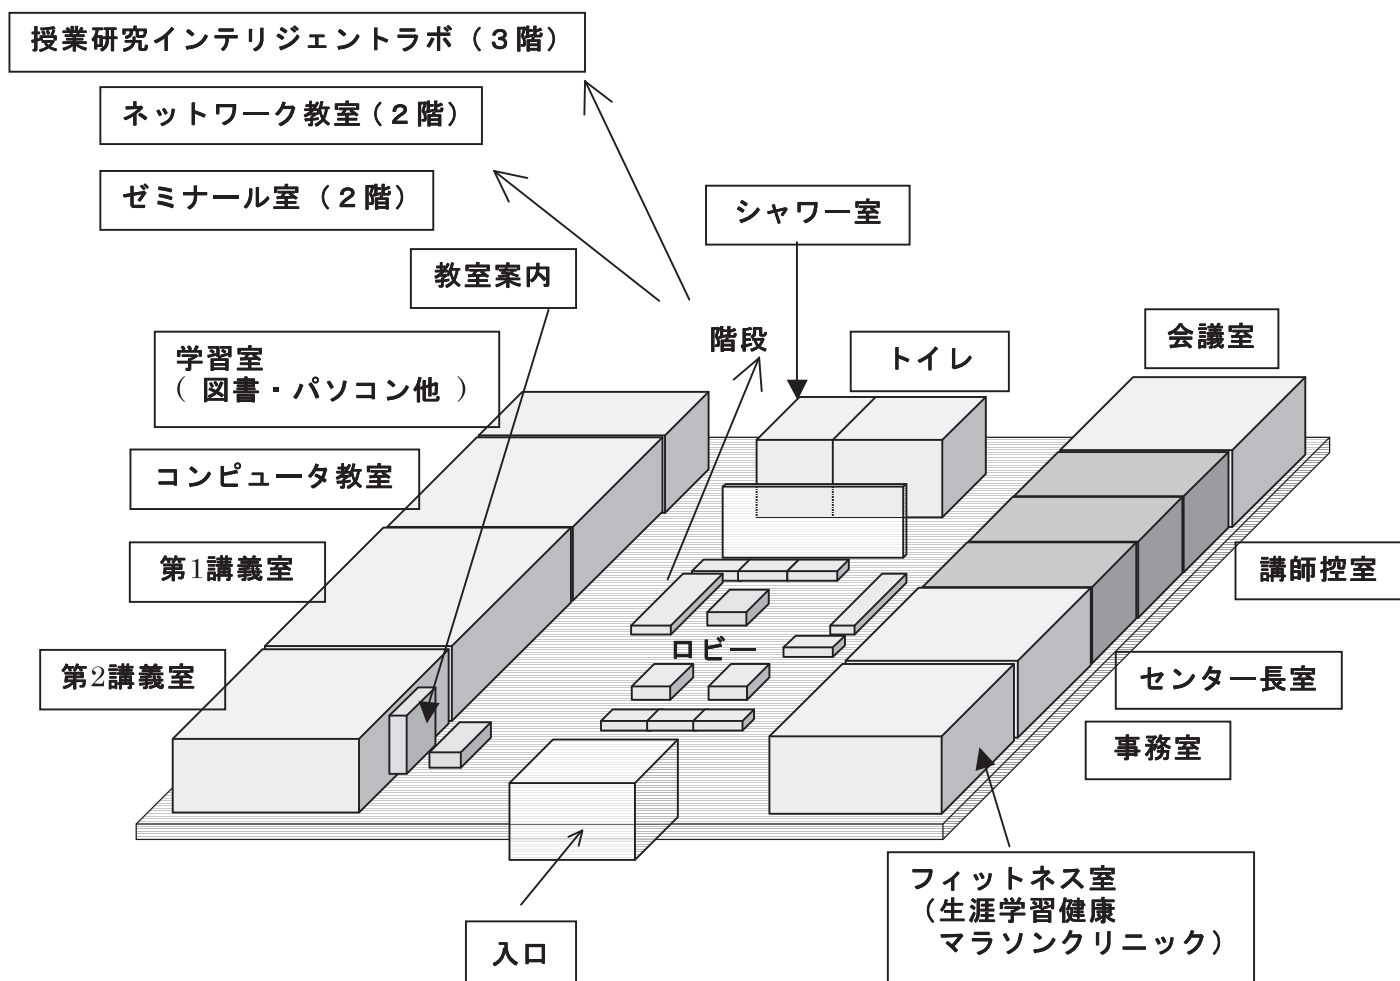 授業研究インテリジェントラボ（３階）
ネットワーク教室（２階）
ゼミナール室（２階）
シャワー室
教室案内
階段
トイレ
会議室
学習室
（ 図書・パソコン他 ）
コンピュータ教室
第1講義室
講師控室
第2講義室
ロビー
センター長室
事務室
フィットネス室
（生涯学習健康
マラソンクリニック）
入口